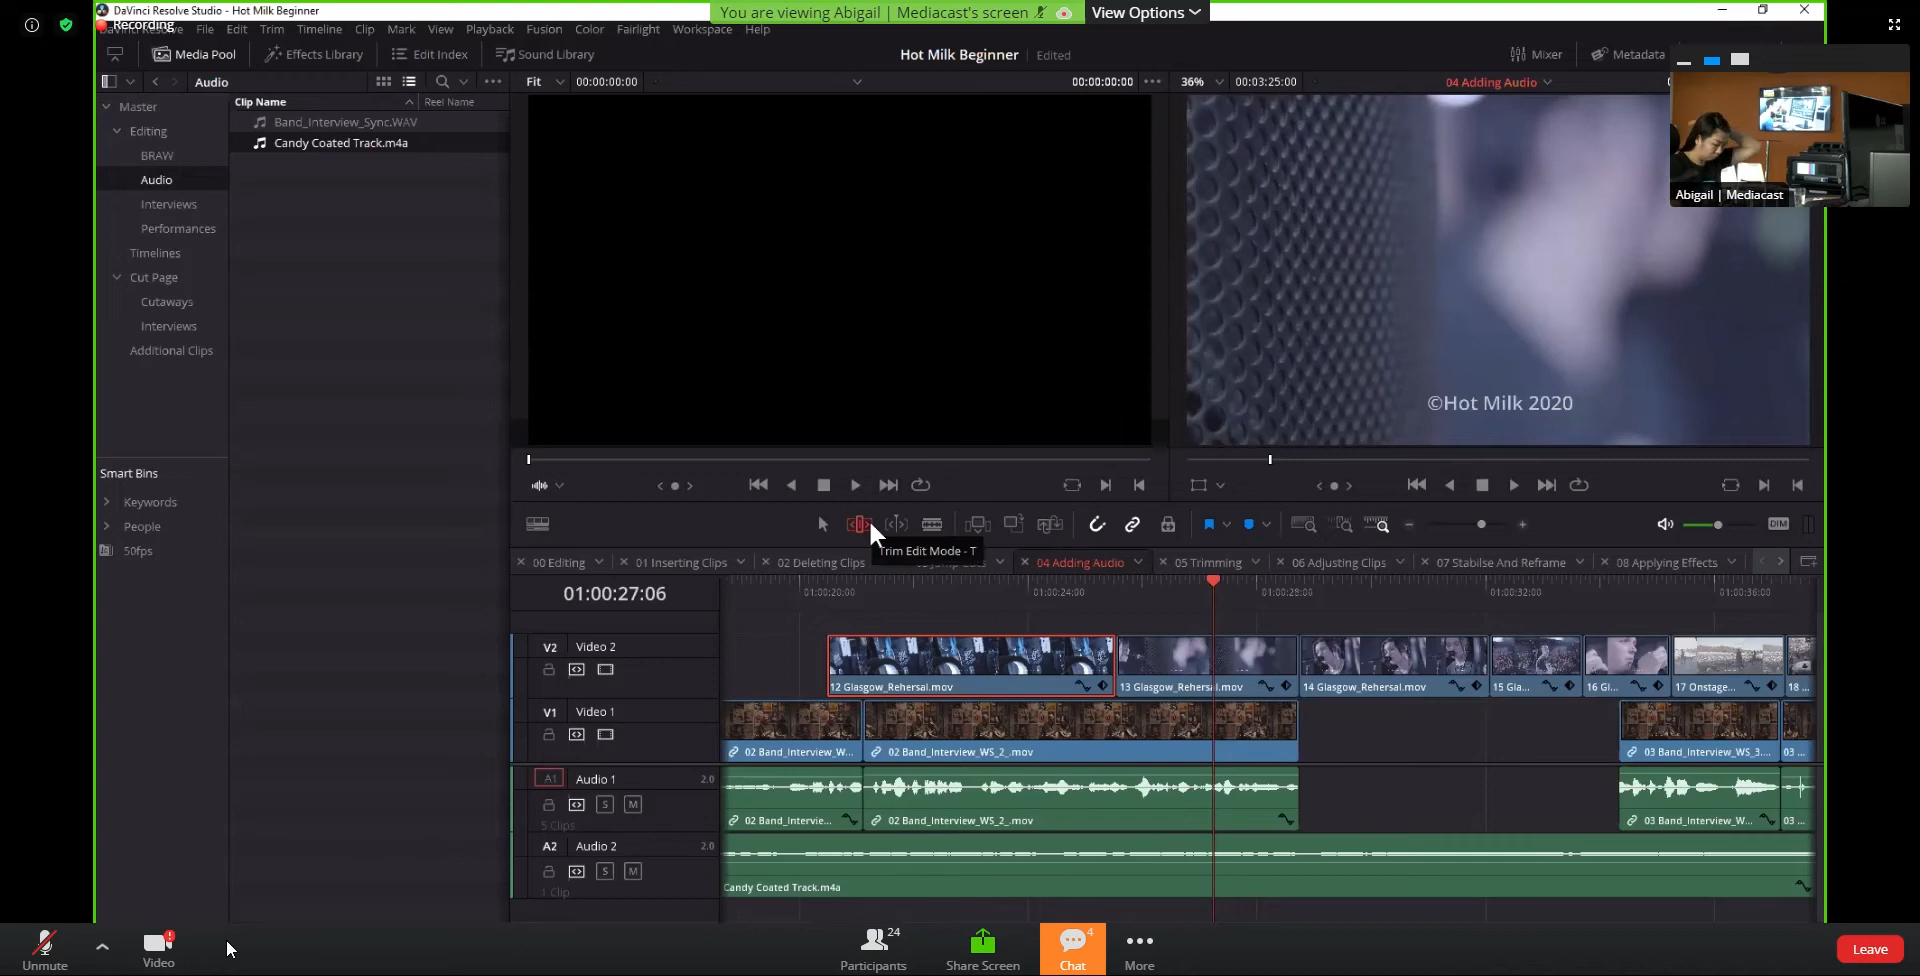 DaVinci Resolve Studio - Hot Milk Beginner
You are viewing Abigail | Mediacast's screen
View Options
Recording
DaVinci Resolve File Edit Trim Timeline Clip Mark View Playback Fusion Color Fairlight Workspace Help
Media Pool Effects Library Edit Index Sound Library
Hot Milk Beginner Edited
Mixer Metadata
Audio
Fit 00:00:00:00 00:00:00:00
36% 00:03:25:00 04 Adding Audio
Clip Name Reel Name
Master
Band_Interview_Sync.WAV
Editing
Candy Coated Track.m4a
BRAW
Audio
Interviews
Performances
Timelines
Cut Page
Cutaways
Interviews
Additional Clips
Abigail | Mediacast
©Hot Milk 2020
Smart Bins
Keywords
People
50fps
DIM
Trim Edit Mode - T
00 Editing 01 Inserting Clips 02 Deleting Clips 04 Adding Audio 05 Trimming 06 Adjusting Clips 07 Stabilse And Reframe 08 Applying Effects
01:00:27:06
01:00:20:00 01:00:24:00 01:00:28:00 01:00:32:00 01:00:36:00
V2 Video 2
12 Glasgow_Rehersal.mov 13 Glasgow_Rehersal.mov 14 Glasgow_Rehersal.mov 15 Gla... 16 Gl... 17 Onstage... 18 ...
V1 Video 1
02 Band_Interview_W... 02 Band_Interview_WS_2_.mov 03 Band_Interview_WS_3.... 03 ...
A1 Audio 1 2.0
S M
5 Clips
02 Band_Intervie... 02 Band_Interview_WS_2_.mov 03 Band_Interview_W... 03 ...
A2 Audio 2 2.0
S M
1 Clip
Candy Coated Track.m4a
Unmute
Video
24
Participants
Share Screen
4
Chat
More
Leave